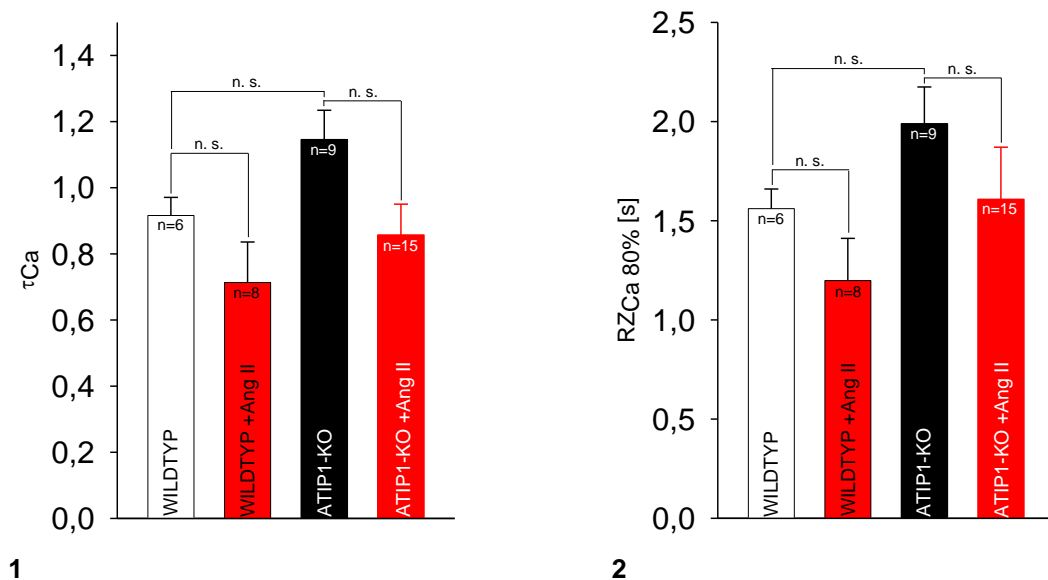 τCa
1,4
1,2
1,0
0,8
0,6
0,4
0,2
0,0
n. s.
n. s.
n. s.
n=6
n=8
n=9
n=15
WILDTYP
WILDTYP +Ang II
ATIP1-KO
ATIP1-KO +Ang II
1
RZCa 80% [s]
2,5
2,0
1,5
1,0
0,5
0,0
n. s.
n. s.
n. s.
n=6
n=8
n=9
n=15
WILDTYP
WILDTYP +Ang II
ATIP1-KO
ATIP1-KO +Ang II
2